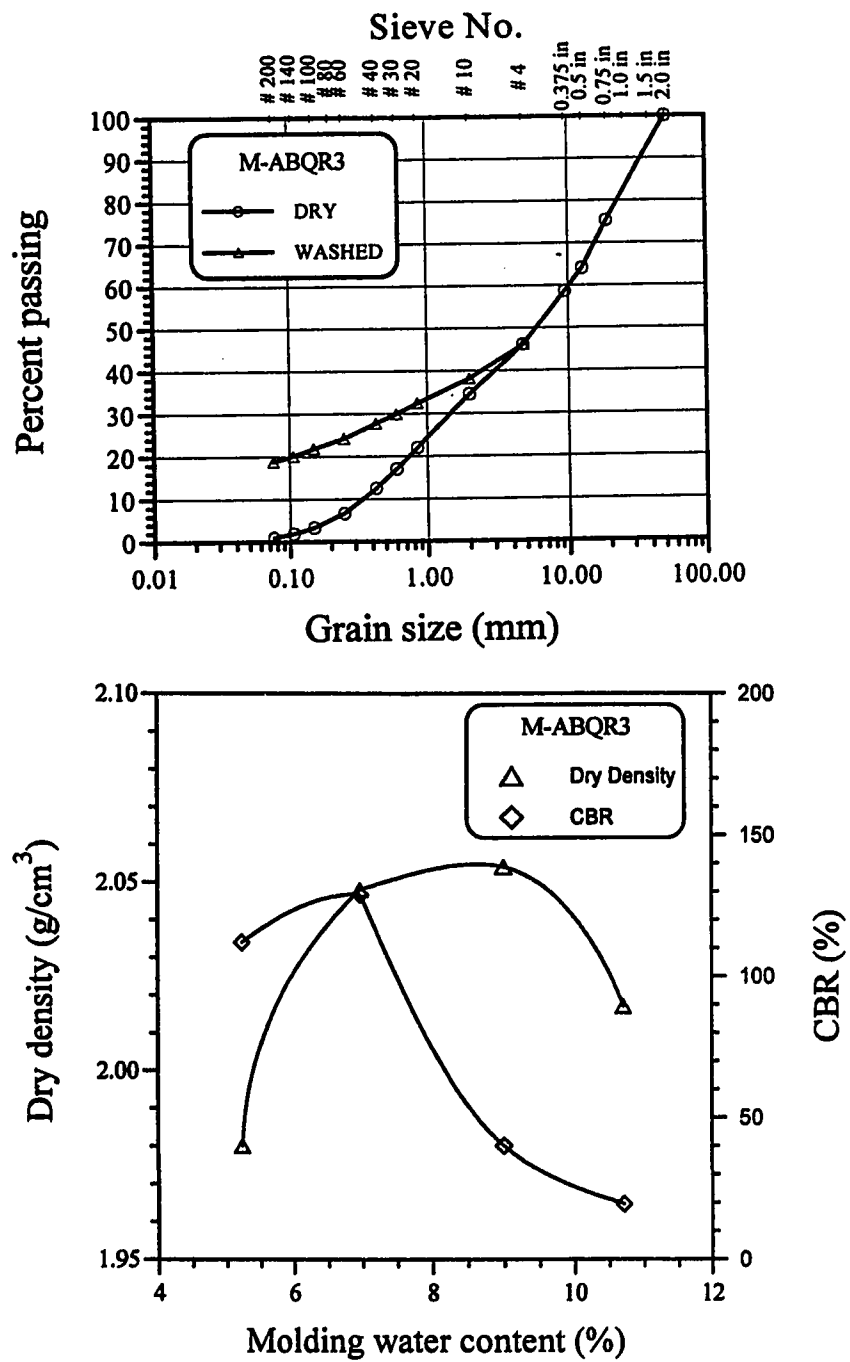 Sieve No.
# 200
# 140
# 100
# 80
# 60
# 40
# 30
# 20
# 10
# 4
0.375 in
0.5 in
0.75 in
1.0 in
1.5 in
2.0 in
100
90
80
70
60
50
40
30
20
10
0
Percent passing
M-ABQR3
DRY
WASHED
0.01
0.10
1.00
10.00
100.00
Grain size (mm)
2.10
2.05
2.00
1.95
Dry density (g/cm³)
M-ABQR3
Dry Density
CBR
200
150
100
50
0
CBR (%)
4
6
8
10
12
Molding water content (%)